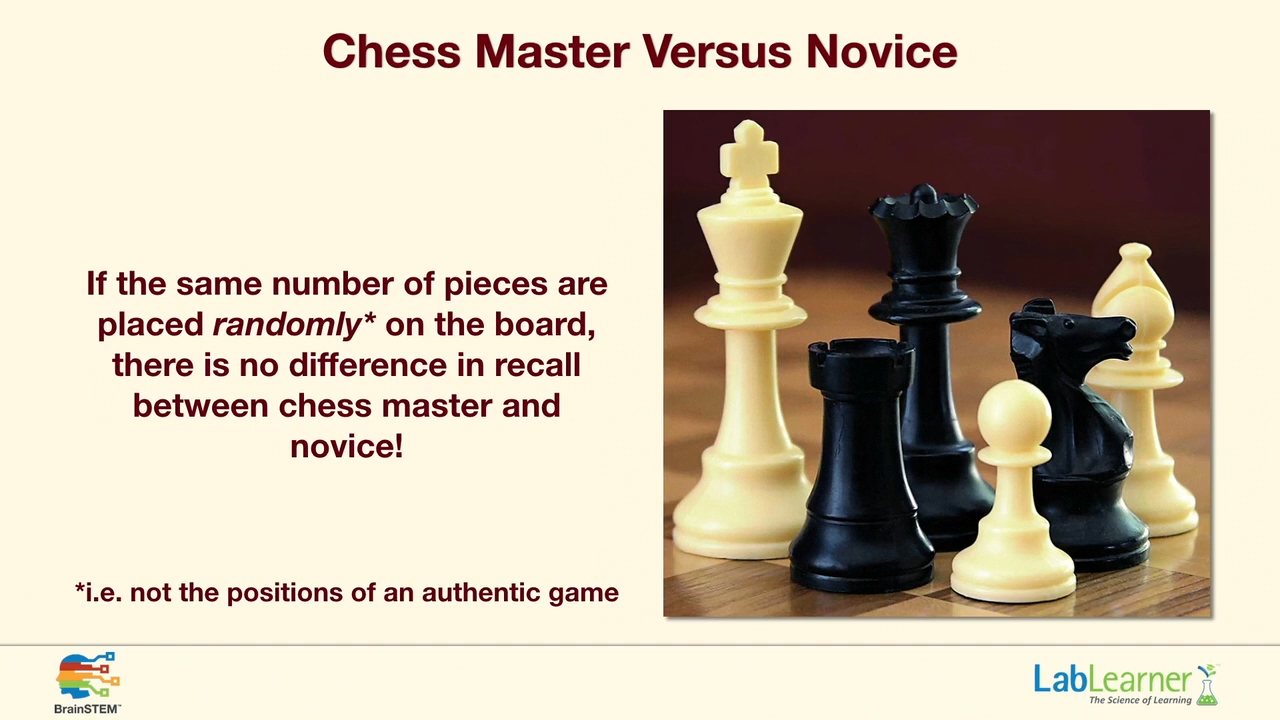 Chess Master Versus Novice
If the same number of pieces are
placed randomly* on the board,
there is no difference in recall
between chess master and
novice!
*i.e. not the positions of an authentic game
BrainSTEM™
LabLearner™
The Science of Learning